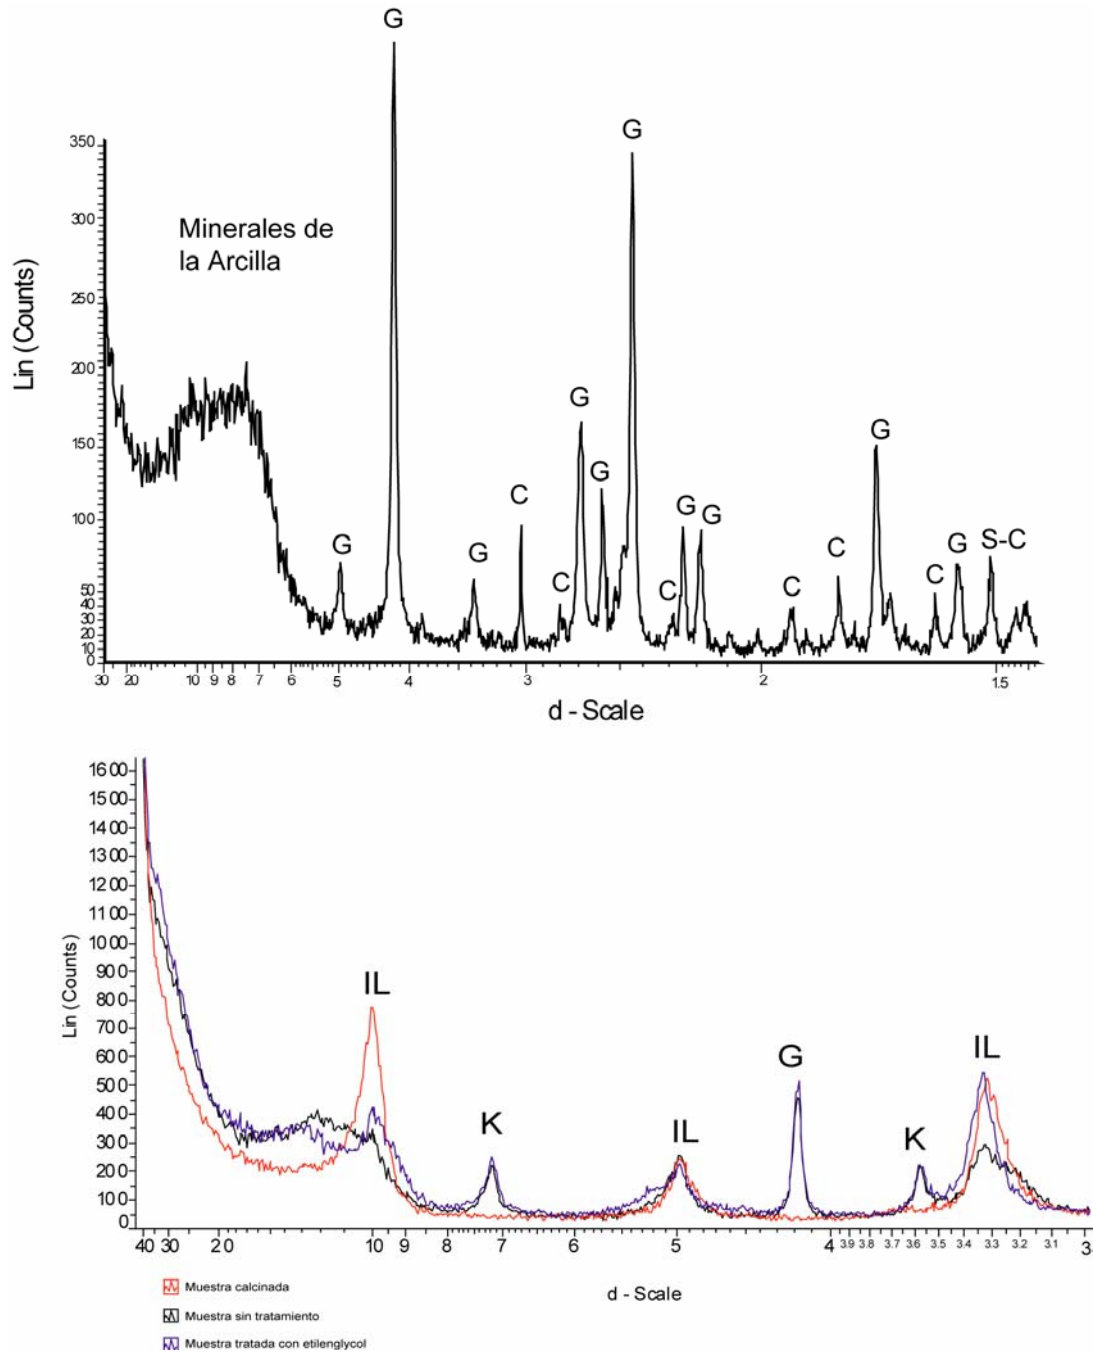 G
G
350
Minerales de
la Arcilla
300
250
200
150
100
50
40
30
20
10
0
Lin (Counts)
G
G
C
C
G
G
C
G
G
C
C
G
C
G
S-C
30
20
10
9
8
7
6
5
4
3
2
1.5
d - Scale
1600
1500
1400
1300
1200
1100
1000
900
800
700
600
500
400
300
200
100
0
Lin (Counts)
IL
K
IL
G
K
IL
40
30
20
10
9
8
7
6
5
4
3.9
3.8
3.7
3.6
3.5
3.4
3.3
3.2
3.1
3.
d - Scale
Muestra calcinada
Muestra sin tratamiento
Muestra tratada con etilenglycol